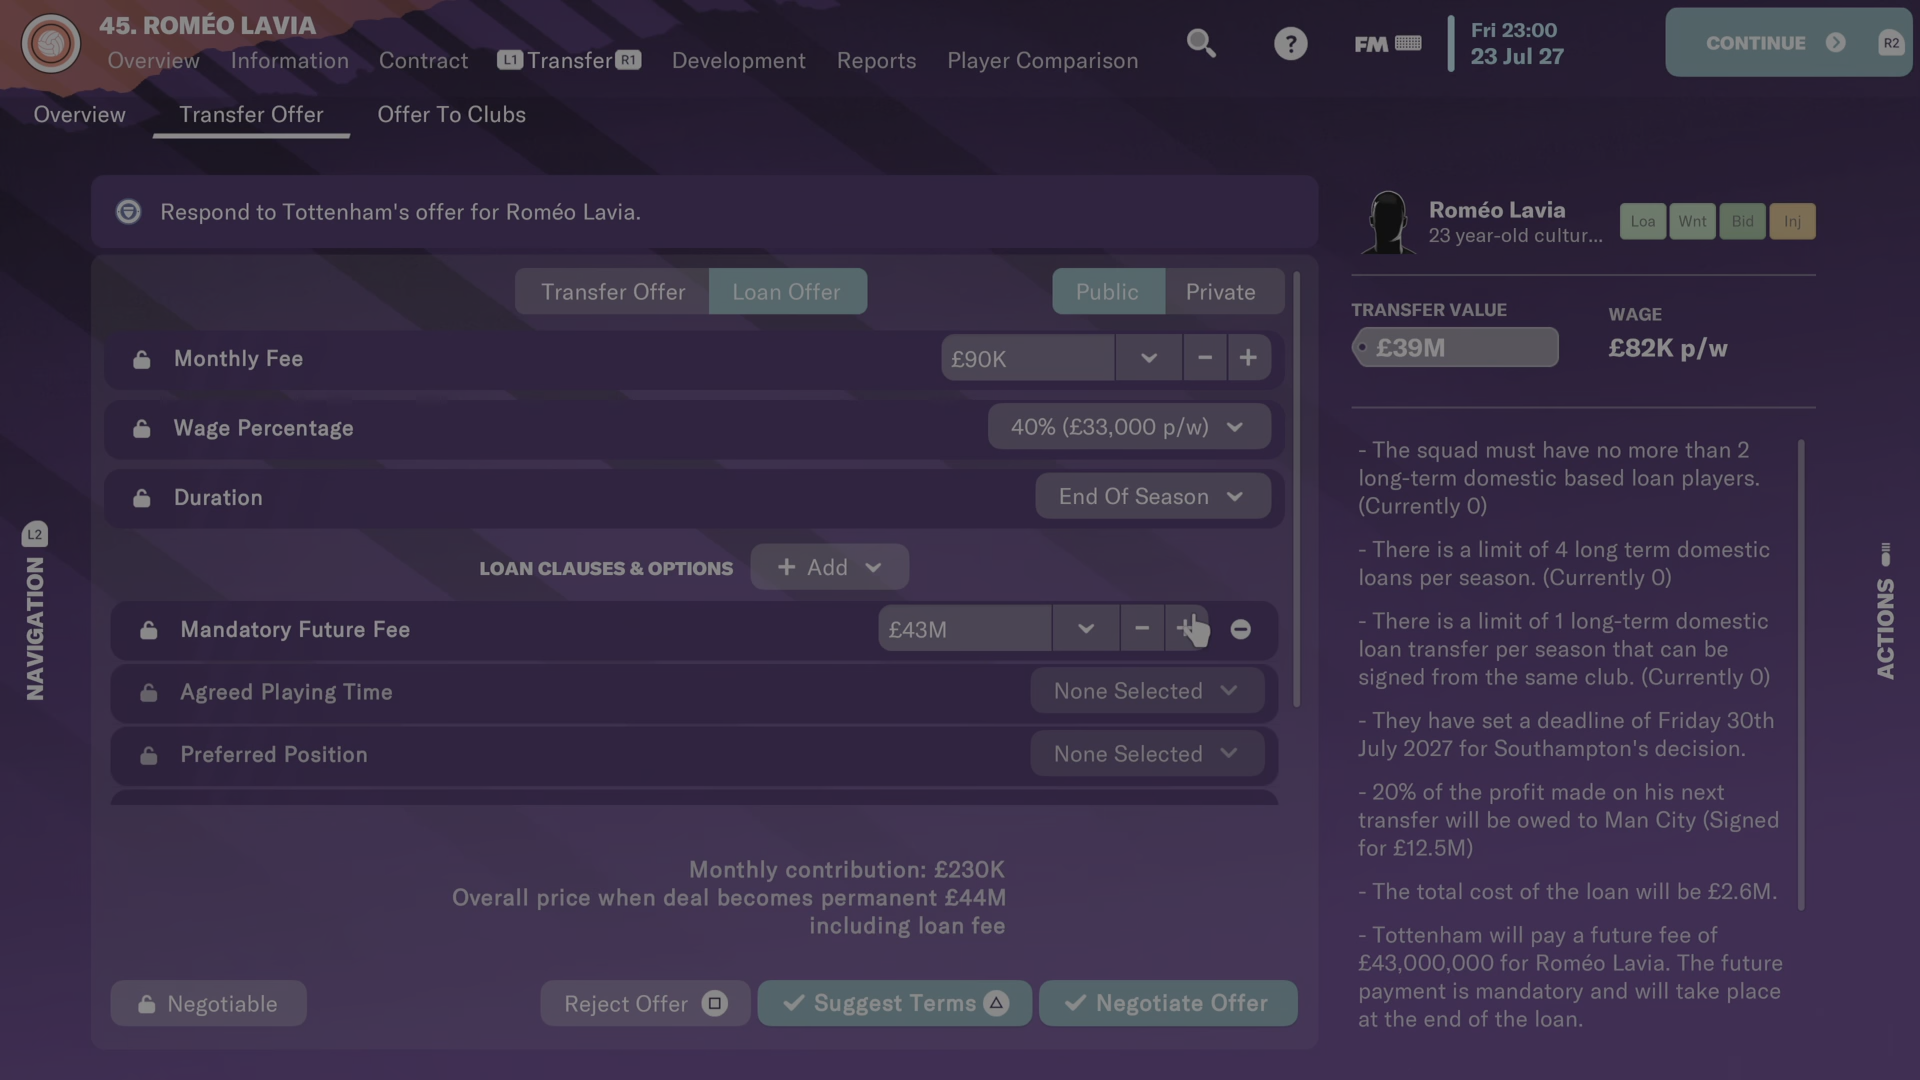 45. ROMÉO LAVIA
Overview Information Contract L1 Transfer R1 Development Reports Player Comparison
? FM
Fri 23:00
23 Jul 27
CONTINUE R2
Overview Transfer Offer Offer To Clubs
Respond to Tottenham's offer for Roméo Lavia.
Transfer Offer Loan Offer Public Private
Monthly Fee £90K - +
Wage Percentage 40% (£33,000 p/w)
Duration End Of Season
LOAN CLAUSES & OPTIONS + Add
Mandatory Future Fee £43M - +
Agreed Playing Time None Selected
Preferred Position None Selected
Monthly contribution: £230K
Overall price when deal becomes permanent £44M
including loan fee
Negotiable Reject Offer Suggest Terms Negotiate Offer
NAVIGATION L2
Roméo Lavia
23 year-old cultur...
Loa Wnt Bid Inj
TRANSFER VALUE
£39M
WAGE
£82K p/w
- The squad must have no more than 2
long-term domestic based loan players.
(Currently 0)
- There is a limit of 4 long term domestic
loans per season. (Currently 0)
- There is a limit of 1 long-term domestic
loan transfer per season that can be
signed from the same club. (Currently 0)
- They have set a deadline of Friday 30th
July 2027 for Southampton's decision.
- 20% of the profit made on his next
transfer will be owed to Man City (Signed
for £12.5M)
- The total cost of the loan will be £2.6M.
- Tottenham will pay a future fee of
£43,000,000 for Roméo Lavia. The future
payment is mandatory and will take place
at the end of the loan.
ACTIONS